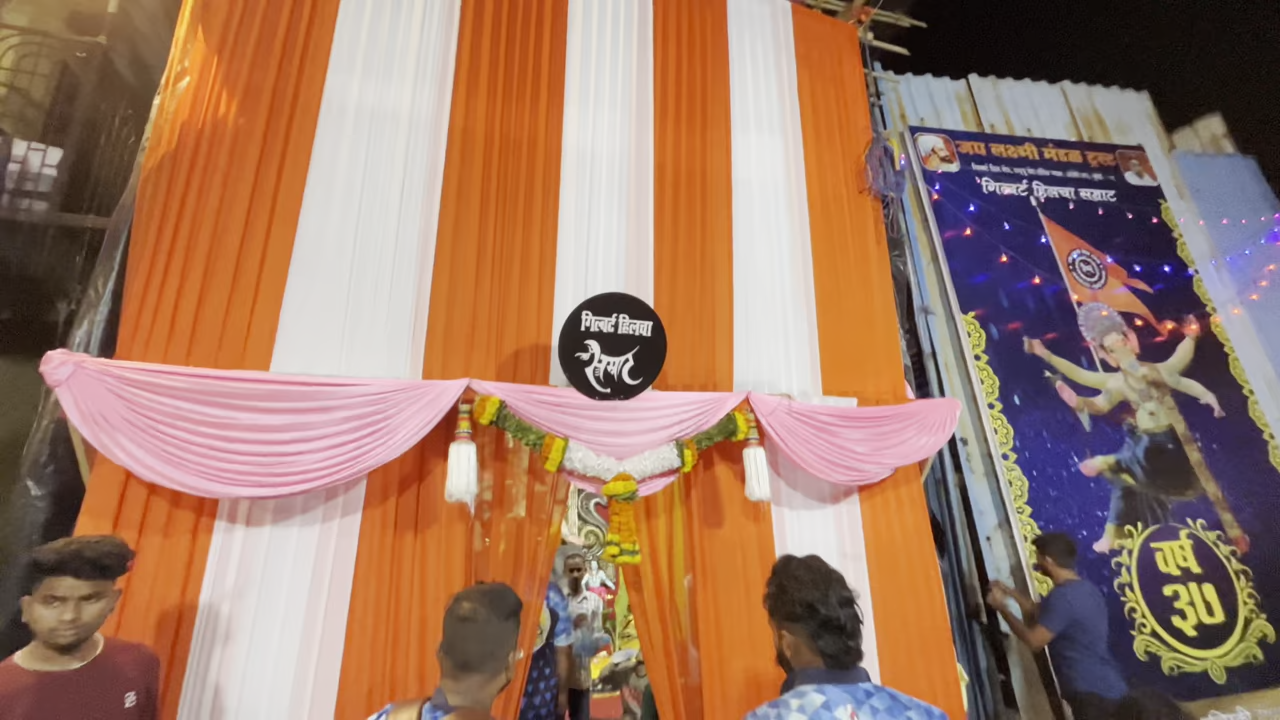 गिल्बर्ट हिलचा
सम्राट
जय लक्ष्मी मंडळ ट्रस्ट
गिल्बर्ट हिलचा सम्राट
वर्ष
३७